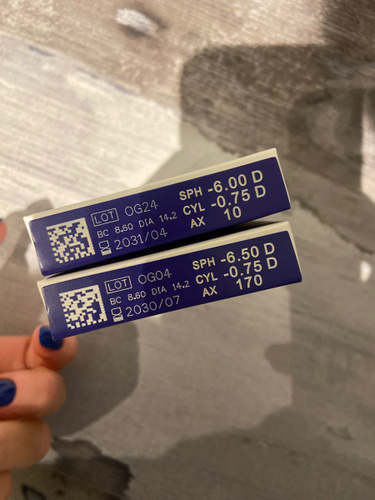 LOT OG24 SPH -6.00 D
BC 8.60 DIA 14.2 CYL -0.75 D
2031/04 AX 10
LOT OG04 SPH -6.50 D
BC 8.60 DIA 14.2 CYL -0.75 D
2030/07 AX 170